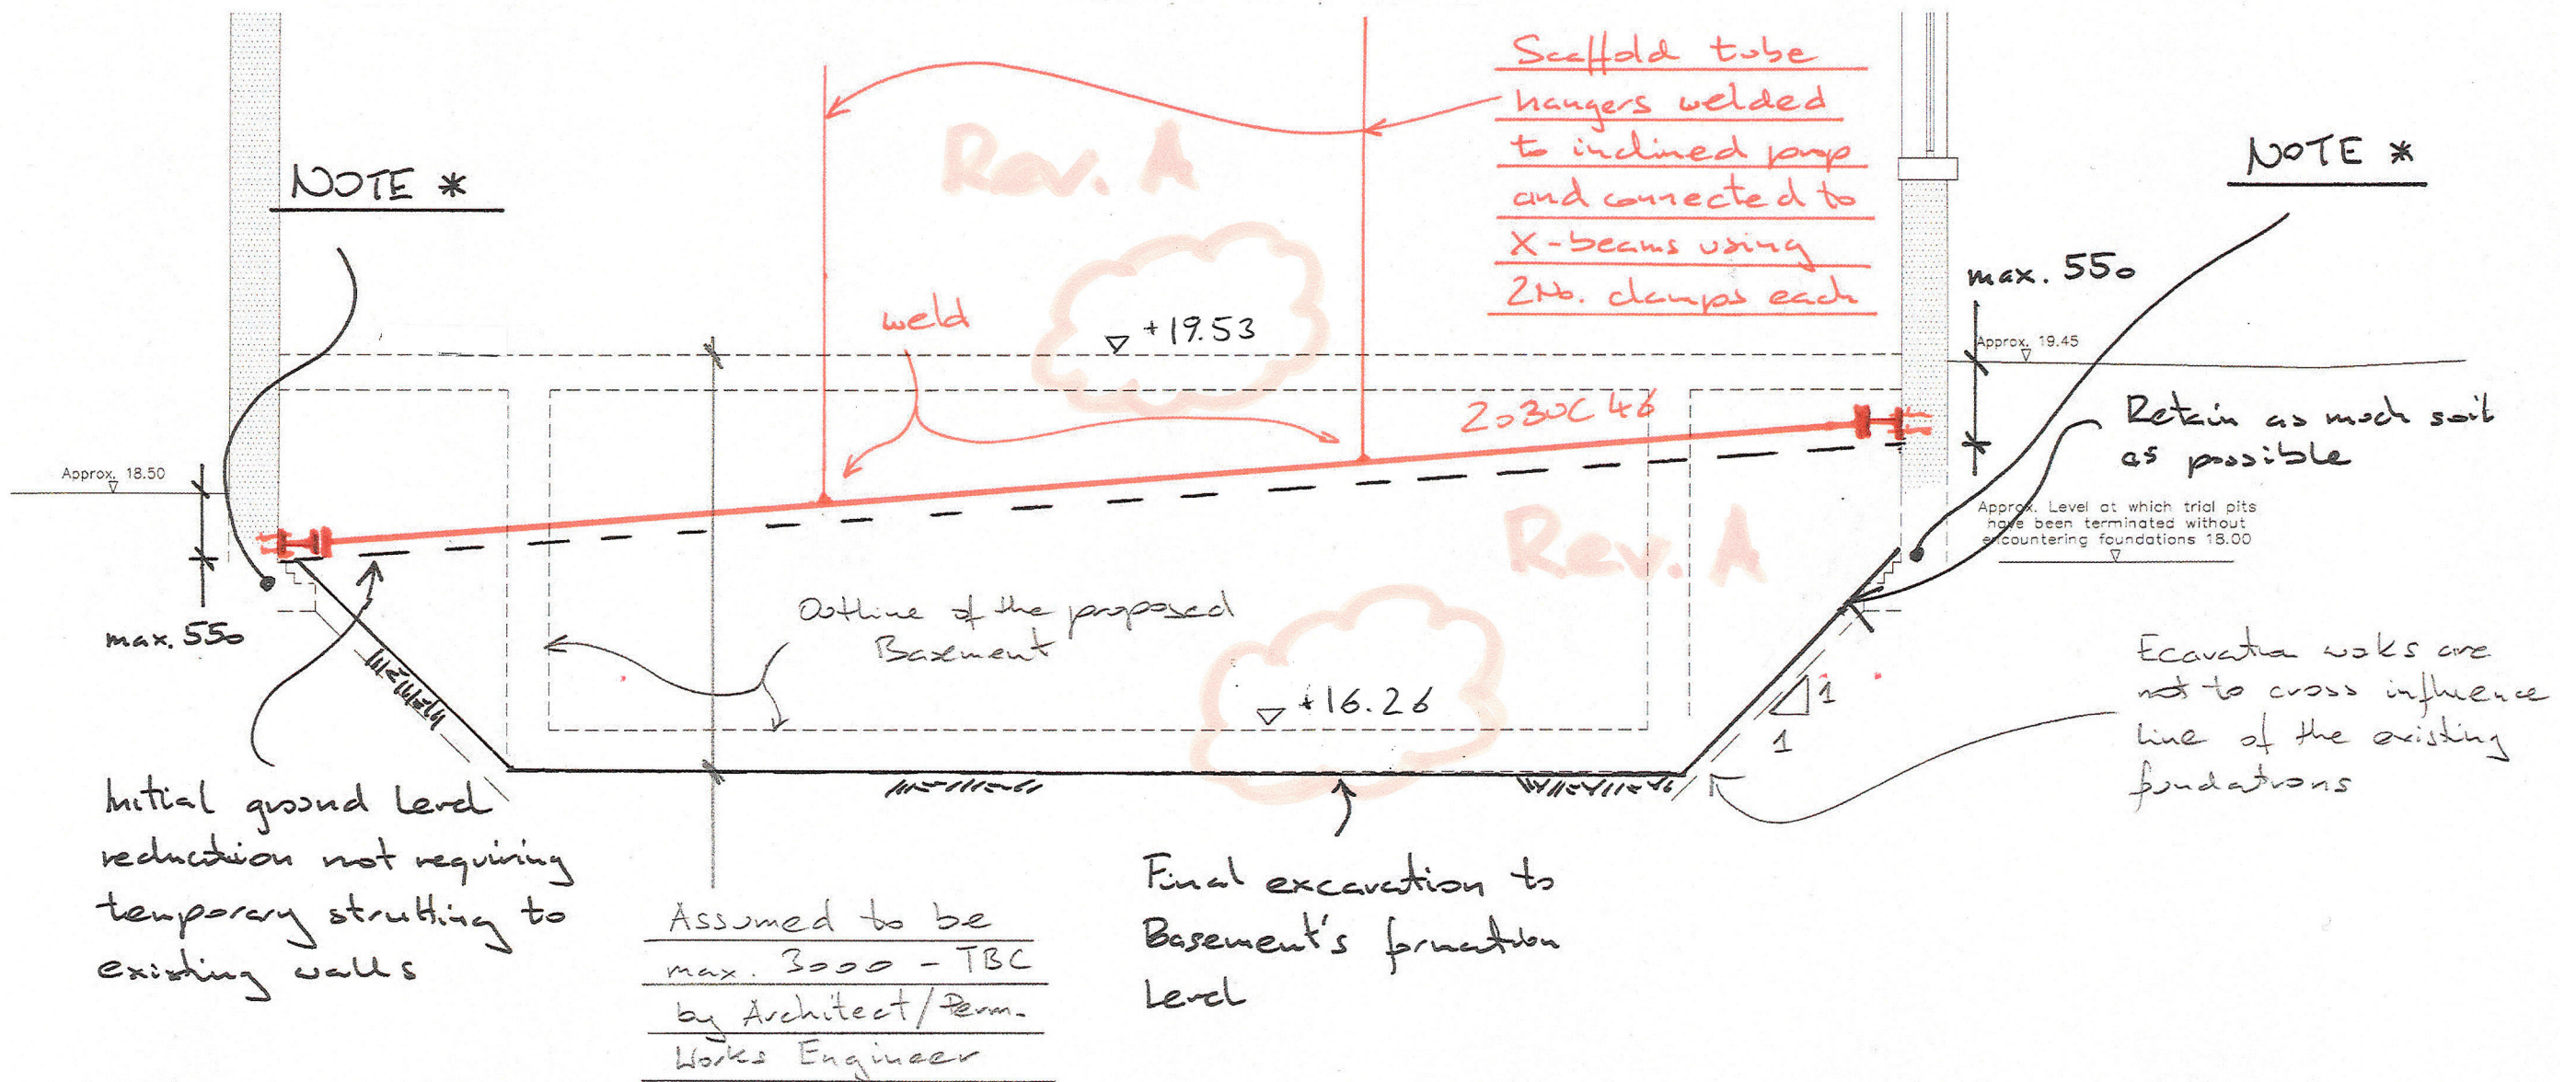 Scaffold tube
hangers welded
to inclined prop
and connected to
X-beams using
2No. clamps each
Rev. A
NOTE *
NOTE *
max. 550
weld
+19.53
Approx. 19.45
203UC46
Retain as much soil
as possible
Approx. 18.50
Approx. Level at which trial pits
have been terminated without
encountering foundations 18.00
Rev. A
max. 550
Outline of the proposed
Basement
+16.26
1
1
Ecavation woks are
not to cross influence
line of the existing
foundations
Initial ground level
reduction not requiring
temporary strutting to
existing walls
Final excavation to
Basement's formation
Level
Assumed to be
max. 3000 - TBC
by Architect/Perm.
Works Engineer